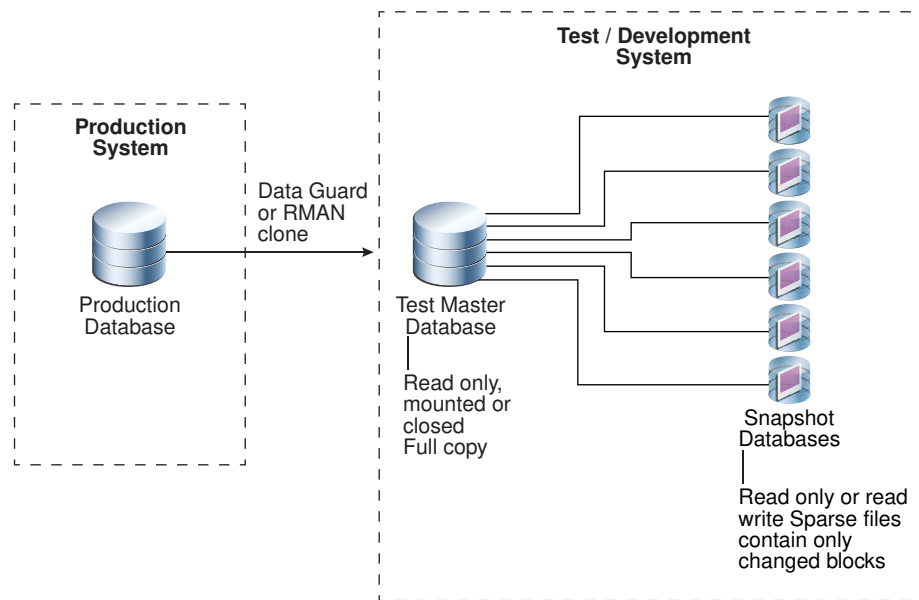 Test / Development
System
Production
System
Data Guard
or RMAN
clone
Production
Database
Test Master
Database
Read only,
mounted or
closed
Full copy
Snapshot
Databases
Read only or read
write Sparse files
contain only
changed blocks